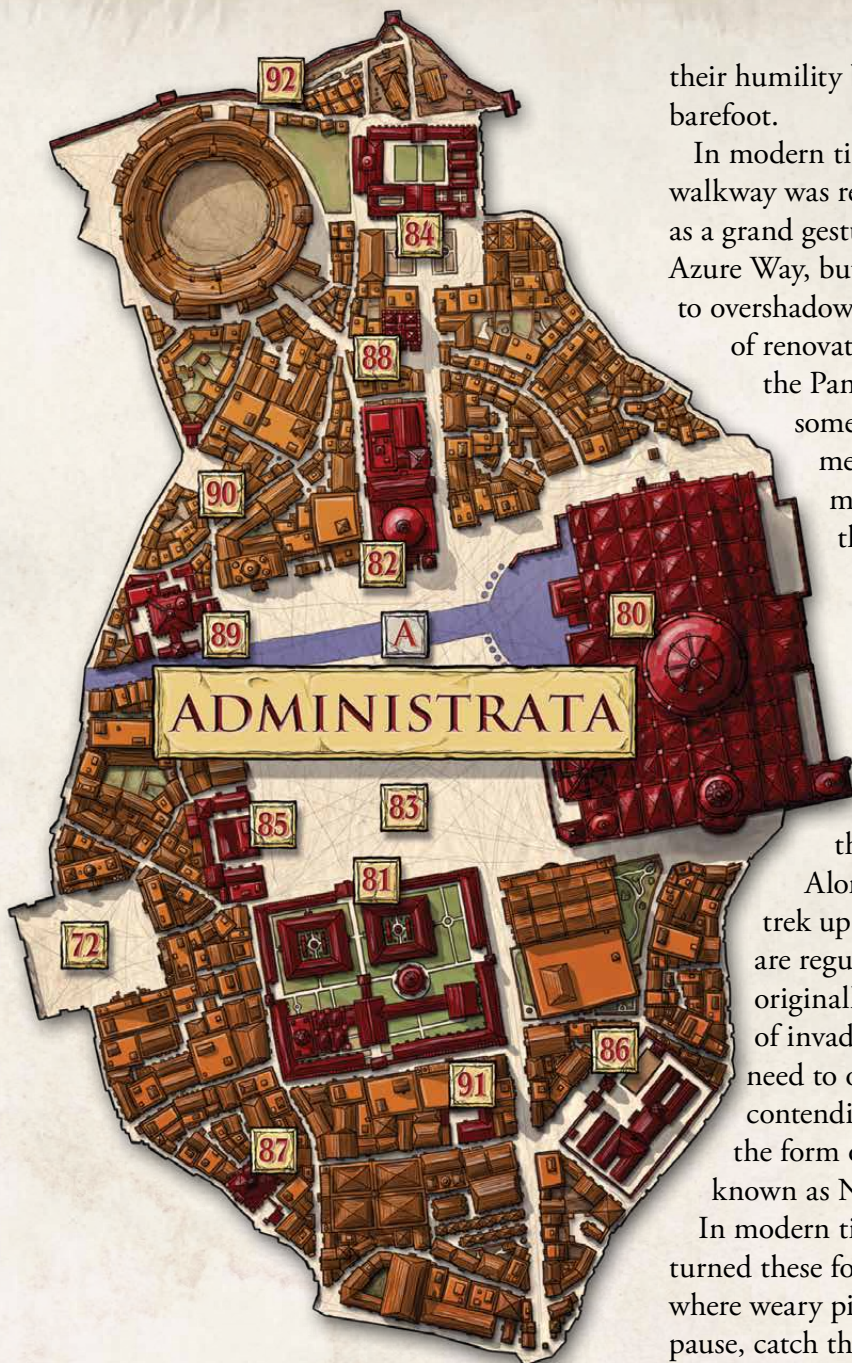 92
84
88
90
82
89
A
80
ADMINISTRATA
85
83
81
72
86
91
87
their humility
barefoot.
In modern ti
walkway was re
as a grand gestu
Azure Way, but
to overshadow
of renovat
the Pan
some
me
m
th
th
Alon
trek up
are regu
originall
of invad
need to o
contendi
the form o
known as N
In modern ti
turned these fo
where weary pi
pause, catch th